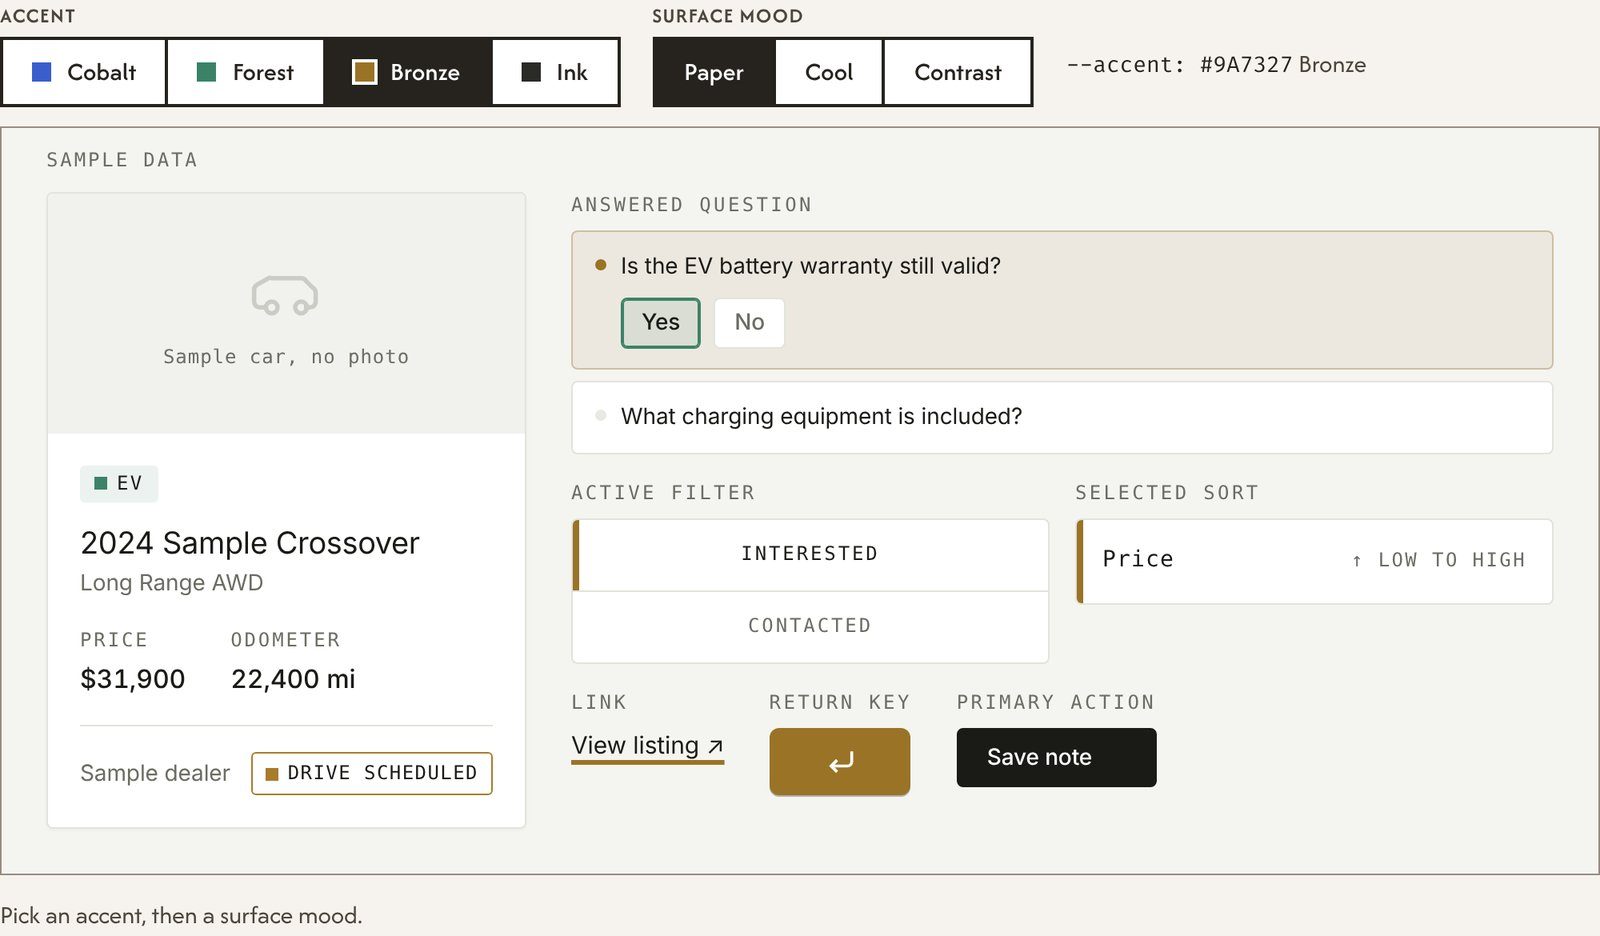 ACCENT
SURFACE MOOD
Cobalt
Forest
Bronze
Ink
Paper
Cool
Contrast
--accent: #9A7327 Bronze
SAMPLE DATA
Sample car, no photo
EV
2024 Sample Crossover
Long Range AWD
PRICE
ODOMETER
$31,900
22,400 mi
Sample dealer
DRIVE SCHEDULED
ANSWERED QUESTION
Is the EV battery warranty still valid?
Yes
No
What charging equipment is included?
ACTIVE FILTER
INTERESTED
CONTACTED
SELECTED SORT
Price
↑ LOW TO HIGH
LINK
View listing ↗
RETURN KEY
PRIMARY ACTION
Save note
Pick an accent, then a surface mood.